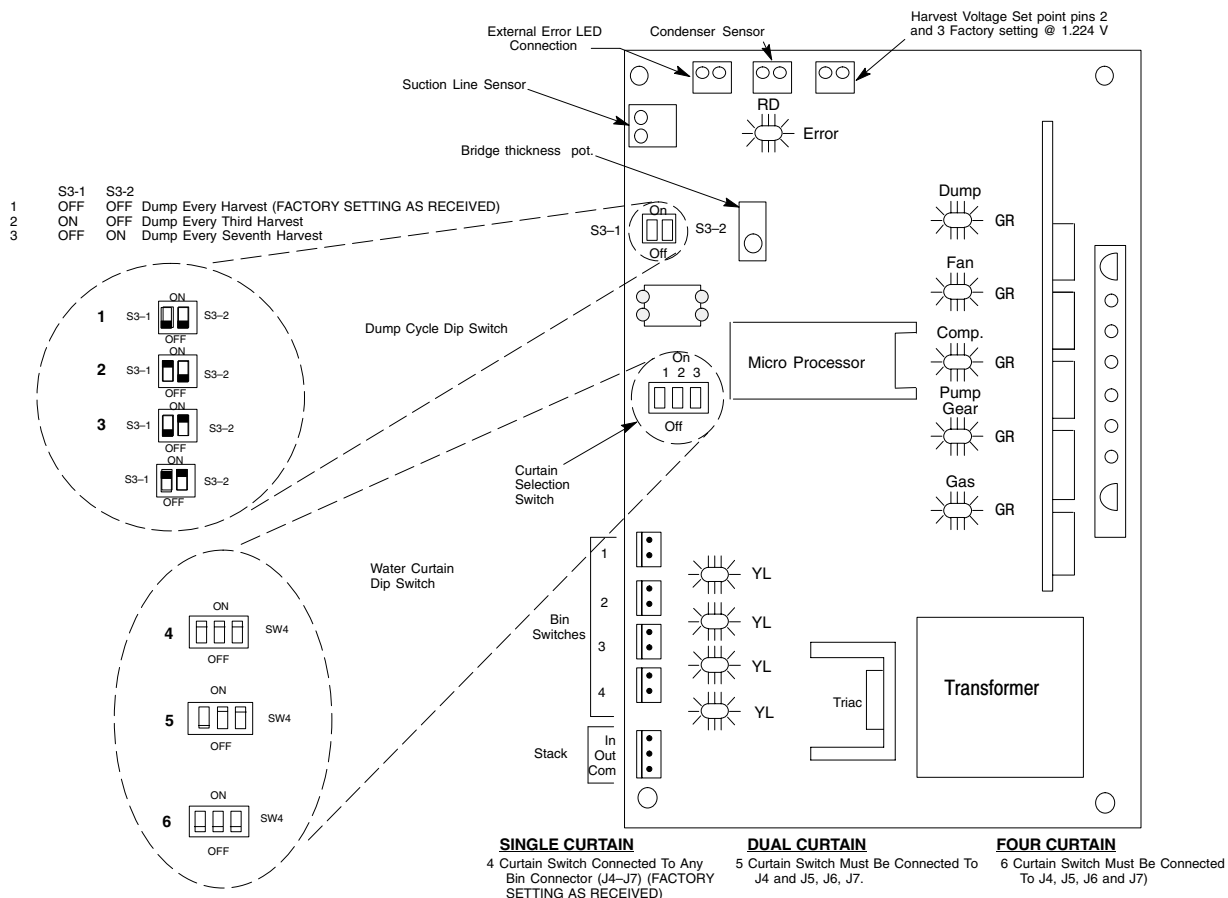 Harvest Voltage Set point pins 2
and 3 Factory setting @ 1.224 V
External Error LED
Connection
Condenser Sensor
Suction Line Sensor
RD
Error
Bridge thickness pot.
S3-1 S3-2
1 OFF OFF Dump Every Harvest (FACTORY SETTING AS RECEIVED)
2 ON OFF Dump Every Third Harvest
3 OFF ON Dump Every Seventh Harvest
On
S3–1 S3–2
Off
Dump
GR
Fan
GR
Comp.
GR
Pump
Gear
GR
Gas
GR
ON
1 S3–1 S3–2
OFF
ON
2 S3–1 S3–2
OFF
ON
3 S3–1 S3–2
OFF
ON
S3–1 S3–2
OFF
Dump Cycle Dip Switch
On
1 2 3
Off
Micro Processor
Curtain
Selection
Switch
Water Curtain
Dip Switch
ON
4 SW4
OFF
ON
5 SW4
OFF
ON
6 SW4
OFF
Bin
Switches
1
YL
2
YL
3
YL
4
YL
Stack
In
Out
Com
Triac
Transformer
SINGLE CURTAIN
4 Curtain Switch Connected To Any
Bin Connector (J4–J7) (FACTORY
SETTING AS RECEIVED)
DUAL CURTAIN
5 Curtain Switch Must Be Connected To
J4 and J5, J6, J7.
FOUR CURTAIN
6 Curtain Switch Must Be Connected
To J4, J5, J6 and J7)